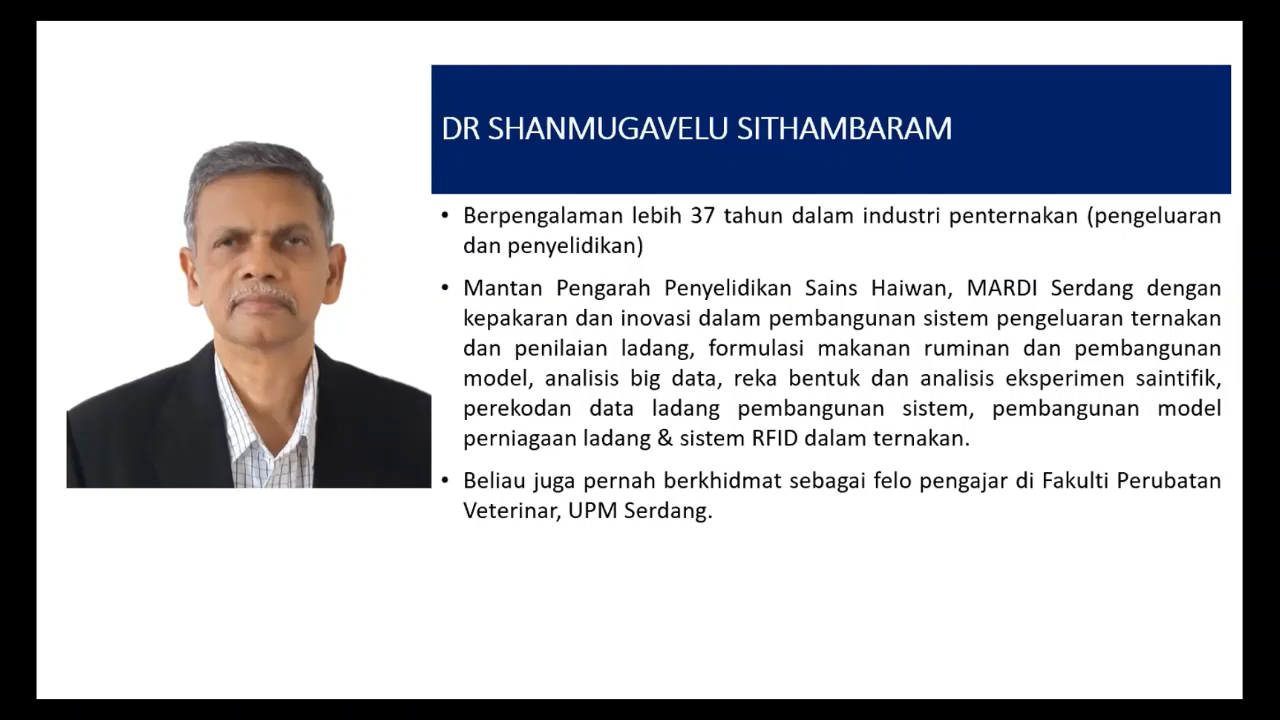 DR SHANMUGAVELU SITHAMBARAM
• Berpengalaman lebih 37 tahun dalam industri penternakan (pengeluaran
dan penyelidikan)
• Mantan Pengarah Penyelidikan Sains Haiwan, MARDI Serdang dengan
kepakaran dan inovasi dalam pembangunan sistem pengeluaran ternakan
dan penilaian ladang, formulasi makanan ruminan dan pembangunan
model, analisis big data, reka bentuk dan analisis eksperimen saintifik,
perekodan data ladang pembangunan sistem, pembangunan model
perniagaan ladang & sistem RFID dalam ternakan.
• Beliau juga pernah berkhidmat sebagai felo pengajar di Fakulti Perubatan
Veterinar, UPM Serdang.